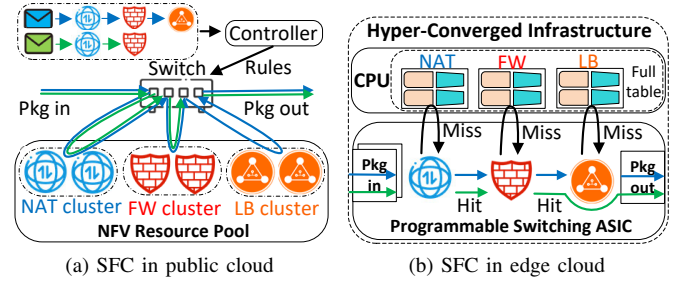 Controller
Switch
Rules
Pkg in
Pkg out
NAT cluster
FW cluster
LB cluster
NFV Resource Pool
(a) SFC in public cloud
Hyper-Converged Infrastructure
NAT
FW
LB
CPU
Full
table
Miss
Miss
Miss
Pkg
in
Hit
Hit
Pkg
out
Programmable Switching ASIC
(b) SFC in edge cloud